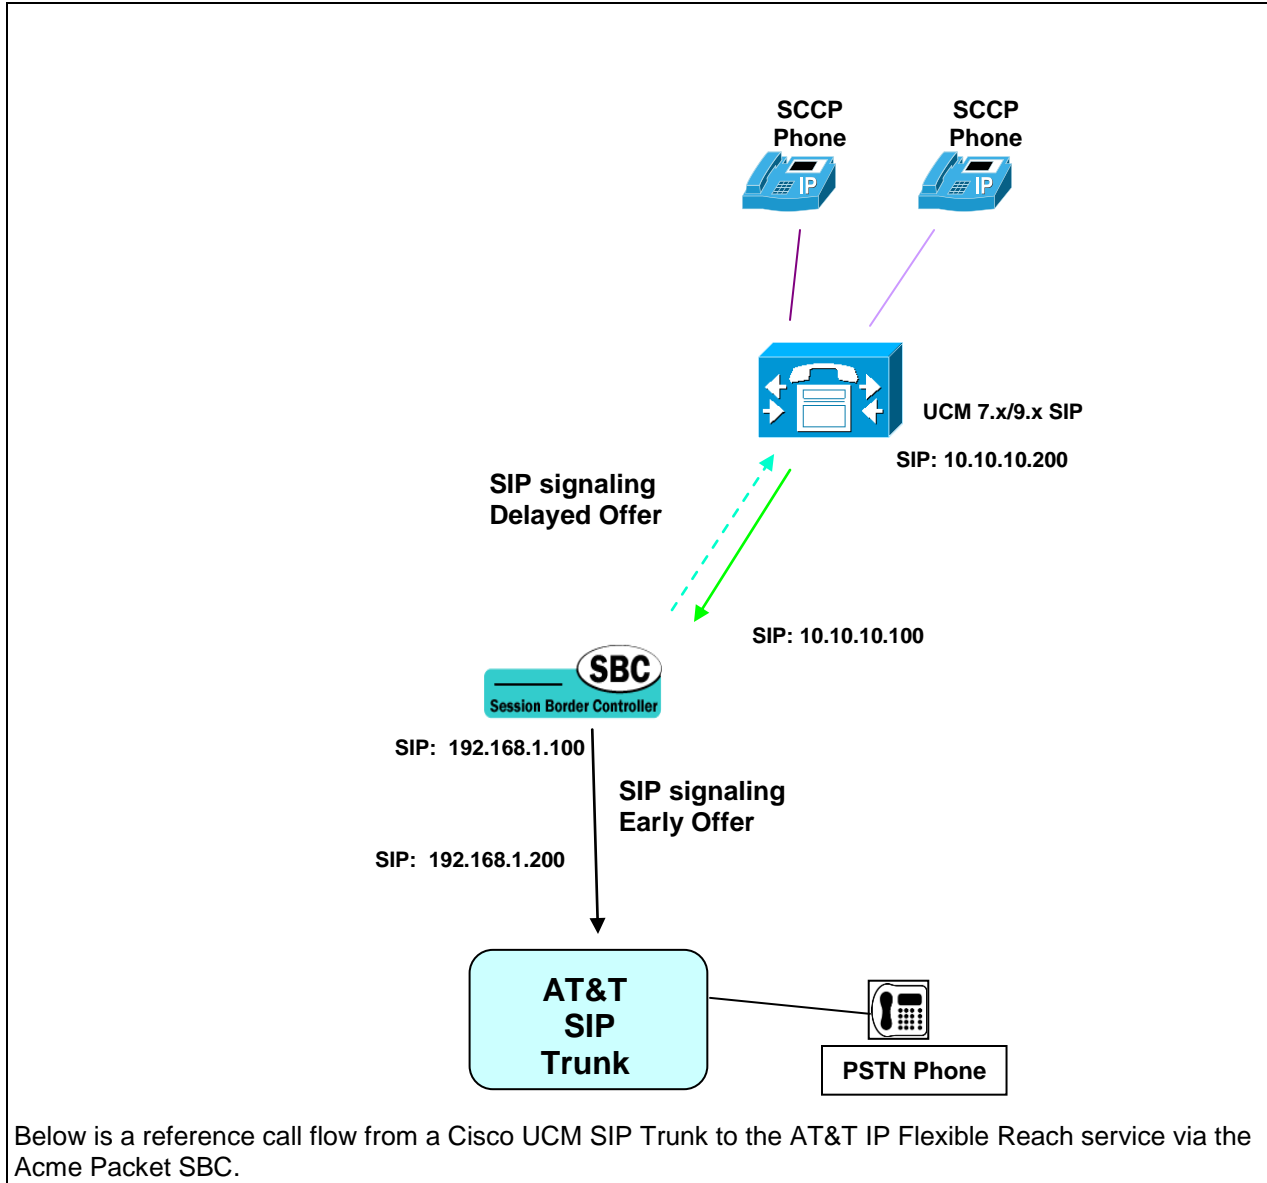 SCCP
Phone
SCCP
Phone
IP
IP
UCM 7.x/9.x SIP
SIP: 10.10.10.200
SIP signaling
Delayed Offer
SIP: 10.10.10.100
SBC
Session Border Controller
SIP:  192.168.1.100
SIP signaling
Early Offer
SIP:  192.168.1.200
AT&T
SIP
Trunk
PSTN Phone
Below is a reference call flow from a Cisco UCM SIP Trunk to the AT&T IP Flexible Reach service via the
Acme Packet SBC.